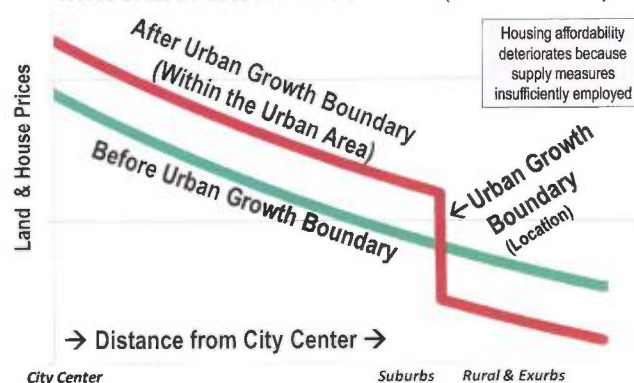 Housing affordability
deteriorates because
supply measures
insufficiently employed
After Urban Growth Boundary
(Within the Urban Area)
Before Urban Growth Boundary
←Urban Growth
Boundary
(Location)
Land & House Prices
→ Distance from City Center →
City Center
Suburbs
Rural & Exurbs